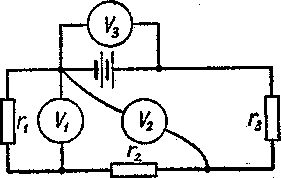 V₃
r₁ V₁ V₂ r₃
r₂